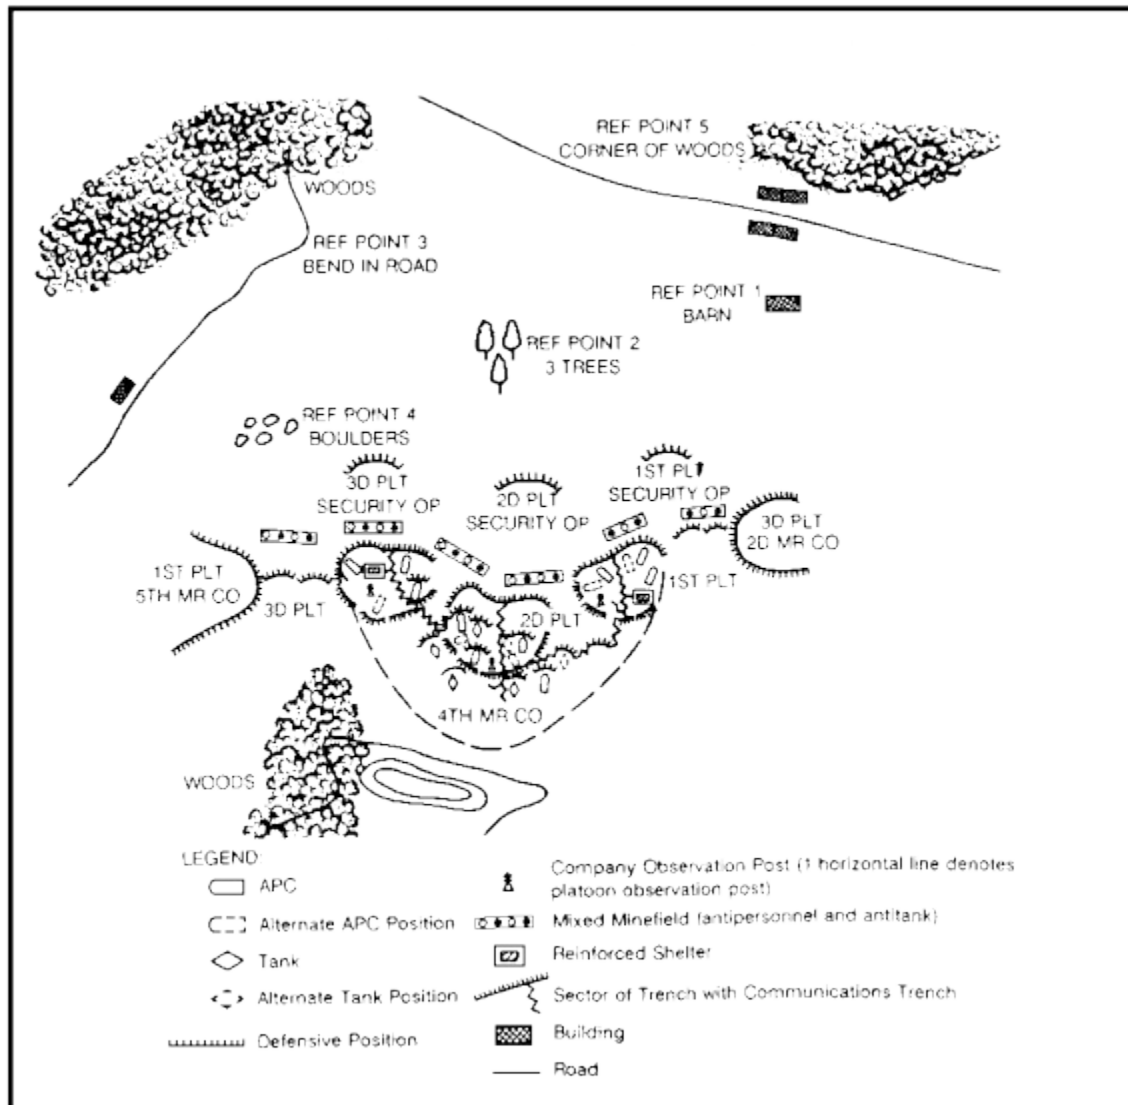 REF POINT 5
CORNER OF WOODS
WOODS
REF POINT 3
BEND IN ROAD
REF POINT 1
BARN
REF POINT 2
3 TREES
REF POINT 4
BOULDERS
3D PLT
SECURITY OP
2D PLT
SECURITY OP
1ST PLT
SECURITY OP
3D PLT
2D MR CO
1ST PLT
5TH MR CO
3D PLT
2D PLT
1ST PLT
4TH MR CO
WOODS
LEGEND:
APC
Alternate APC Position
Tank
Alternate Tank Position
Defensive Position
Company Observation Post (1 horizontal line denotes
platoon observation post)
Mixed Minefield (antipersonnel and antitank)
Reinforced Shelter
Sector of Trench with Communications Trench
Building
Road